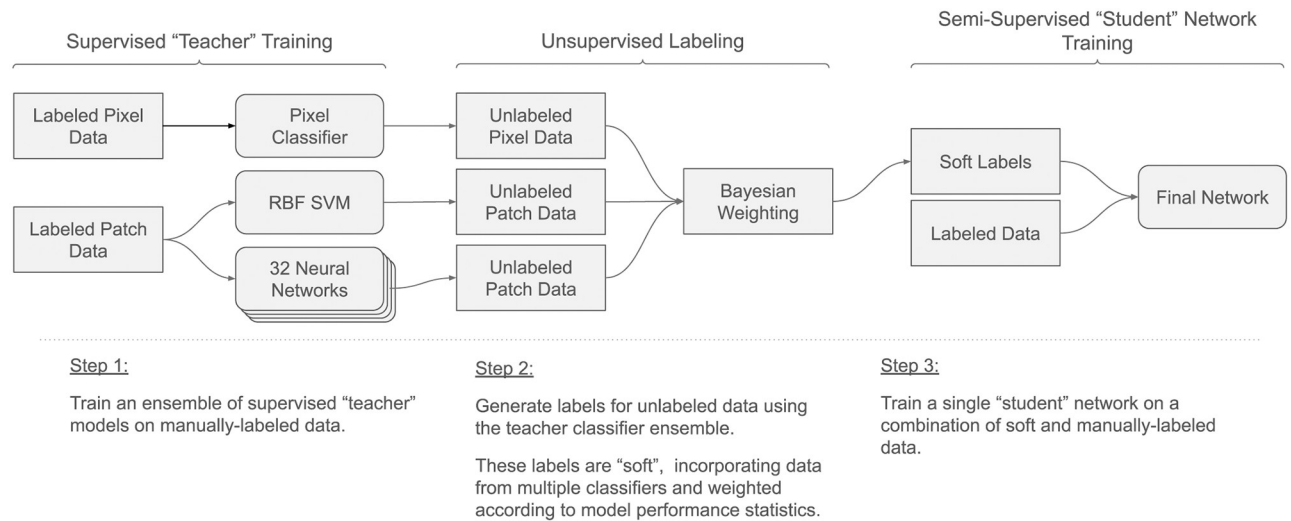 Supervised “Teacher” Training
Unsupervised Labeling
Semi-Supervised “Student” Network
Training
Labeled Pixel
Data
Pixel
Classifier
Unlabeled
Pixel Data
Labeled Patch
Data
RBF SVM
Unlabeled
Patch Data
32 Neural
Networks
Unlabeled
Patch Data
Bayesian
Weighting
Soft Labels
Labeled Data
Final Network
Step 1:
Train an ensemble of supervised “teacher”
models on manually-labeled data.
Step 2:
Generate labels for unlabeled data using
the teacher classifier ensemble.
These labels are “soft”, incorporating data
from multiple classifiers and weighted
according to model performance statistics.
Step 3:
Train a single “student” network on a
combination of soft and manually-labeled
data.